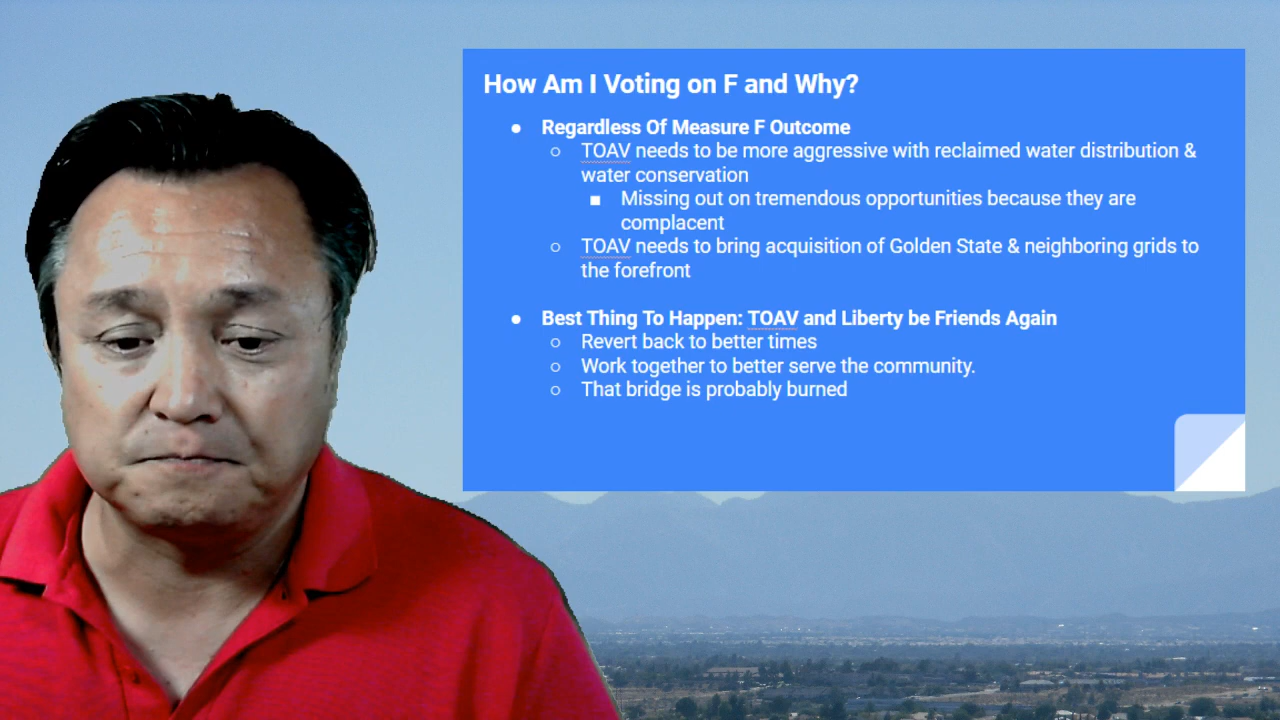 How Am I Voting on F and Why?
● Regardless Of Measure F Outcome
○ TOAV needs to be more aggressive with reclaimed water distribution &
water conservation
■ Missing out on tremendous opportunities because they are
complacent
○ TOAV needs to bring acquisition of Golden State & neighboring grids to
the forefront
● Best Thing To Happen: TOAV and Liberty be Friends Again
○ Revert back to better times
○ Work together to better serve the community.
○ That bridge is probably burned